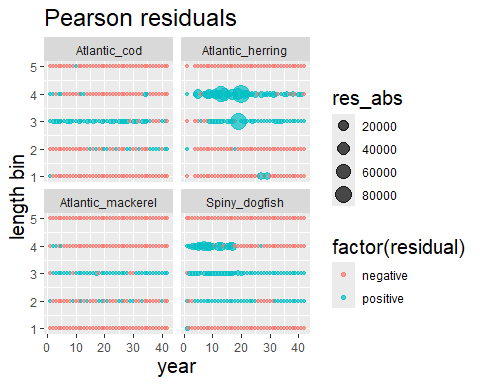 Pearson residuals
Atlantic_cod
Atlantic_herring
5
4
3
2
1
Atlantic_mackerel
Spiny_dogfish
5
4
3
2
1
0 10 20 30 40 0 10 20 30 40
length bin
year
res_abs
20000
40000
60000
80000
factor(residual)
negative
positive